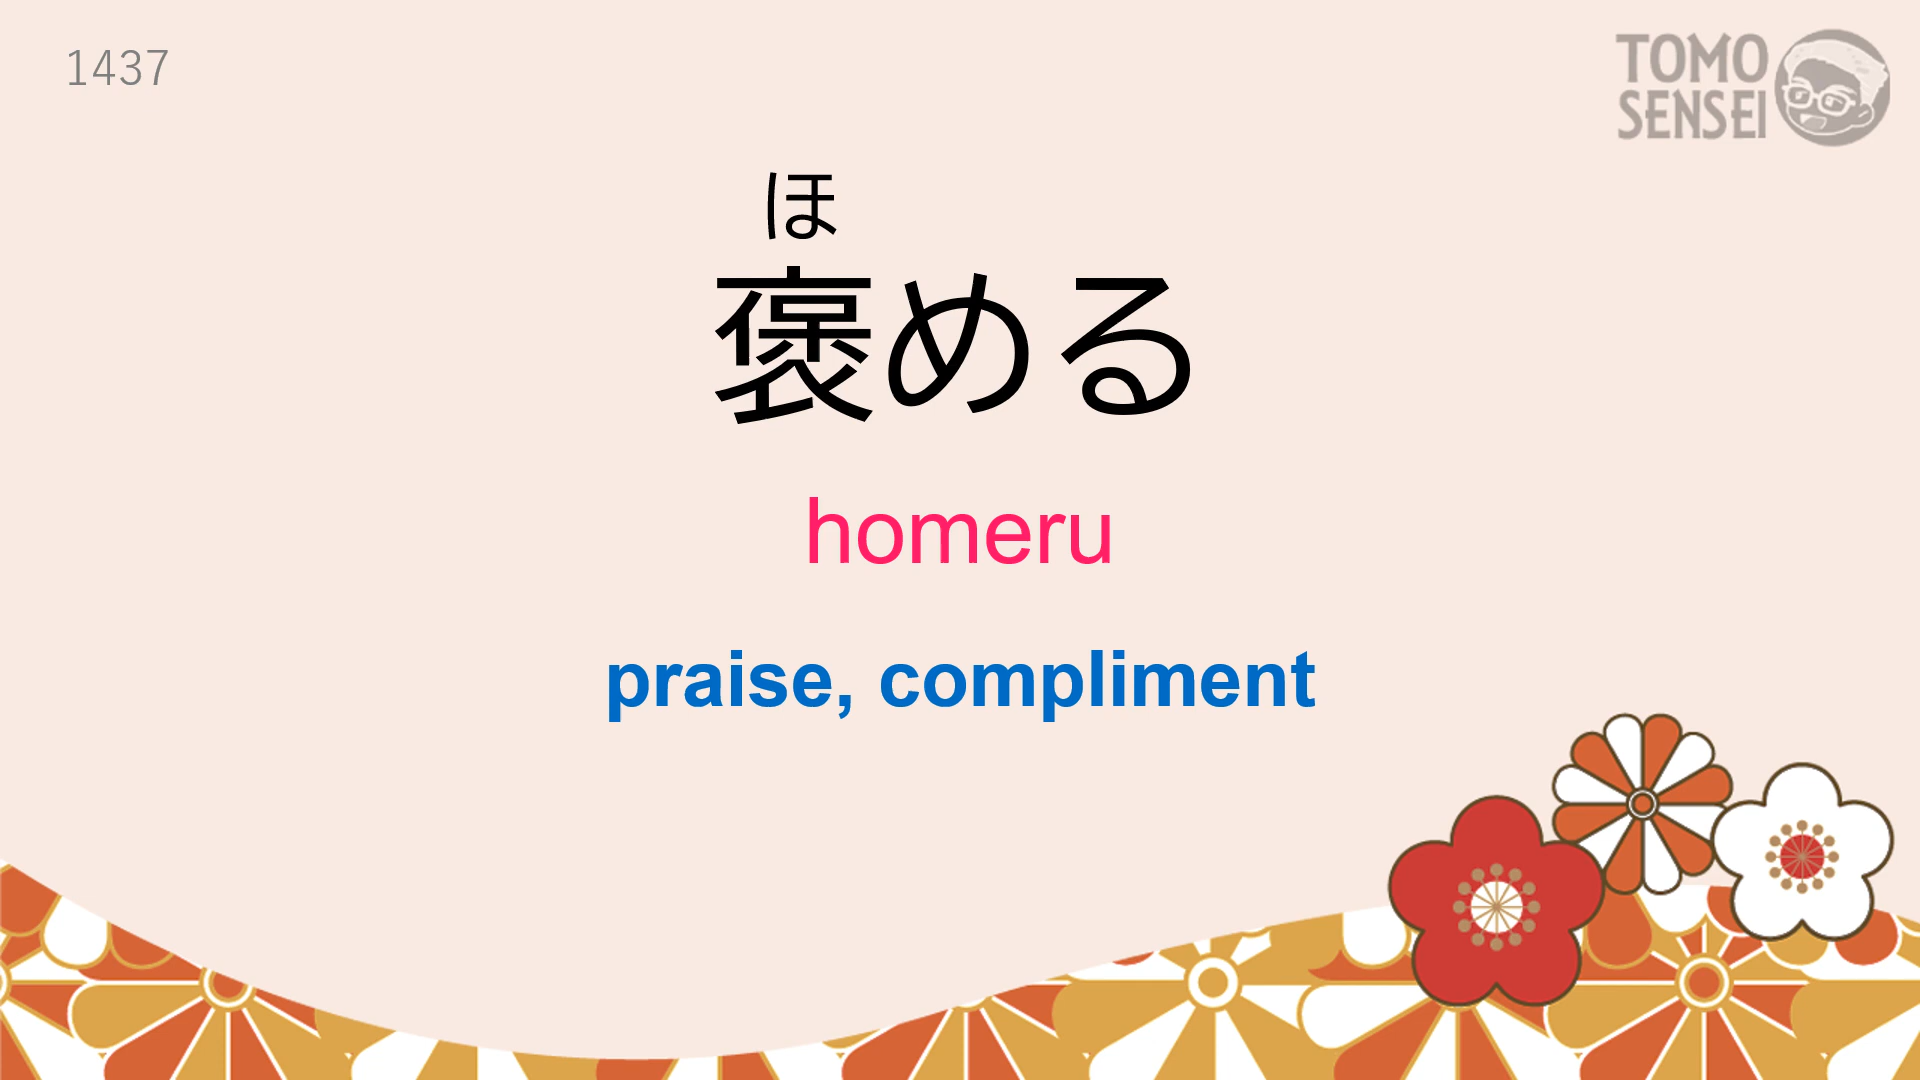 1437
TOMO
SENSEI
ほ
褒める
homeru
praise, compliment